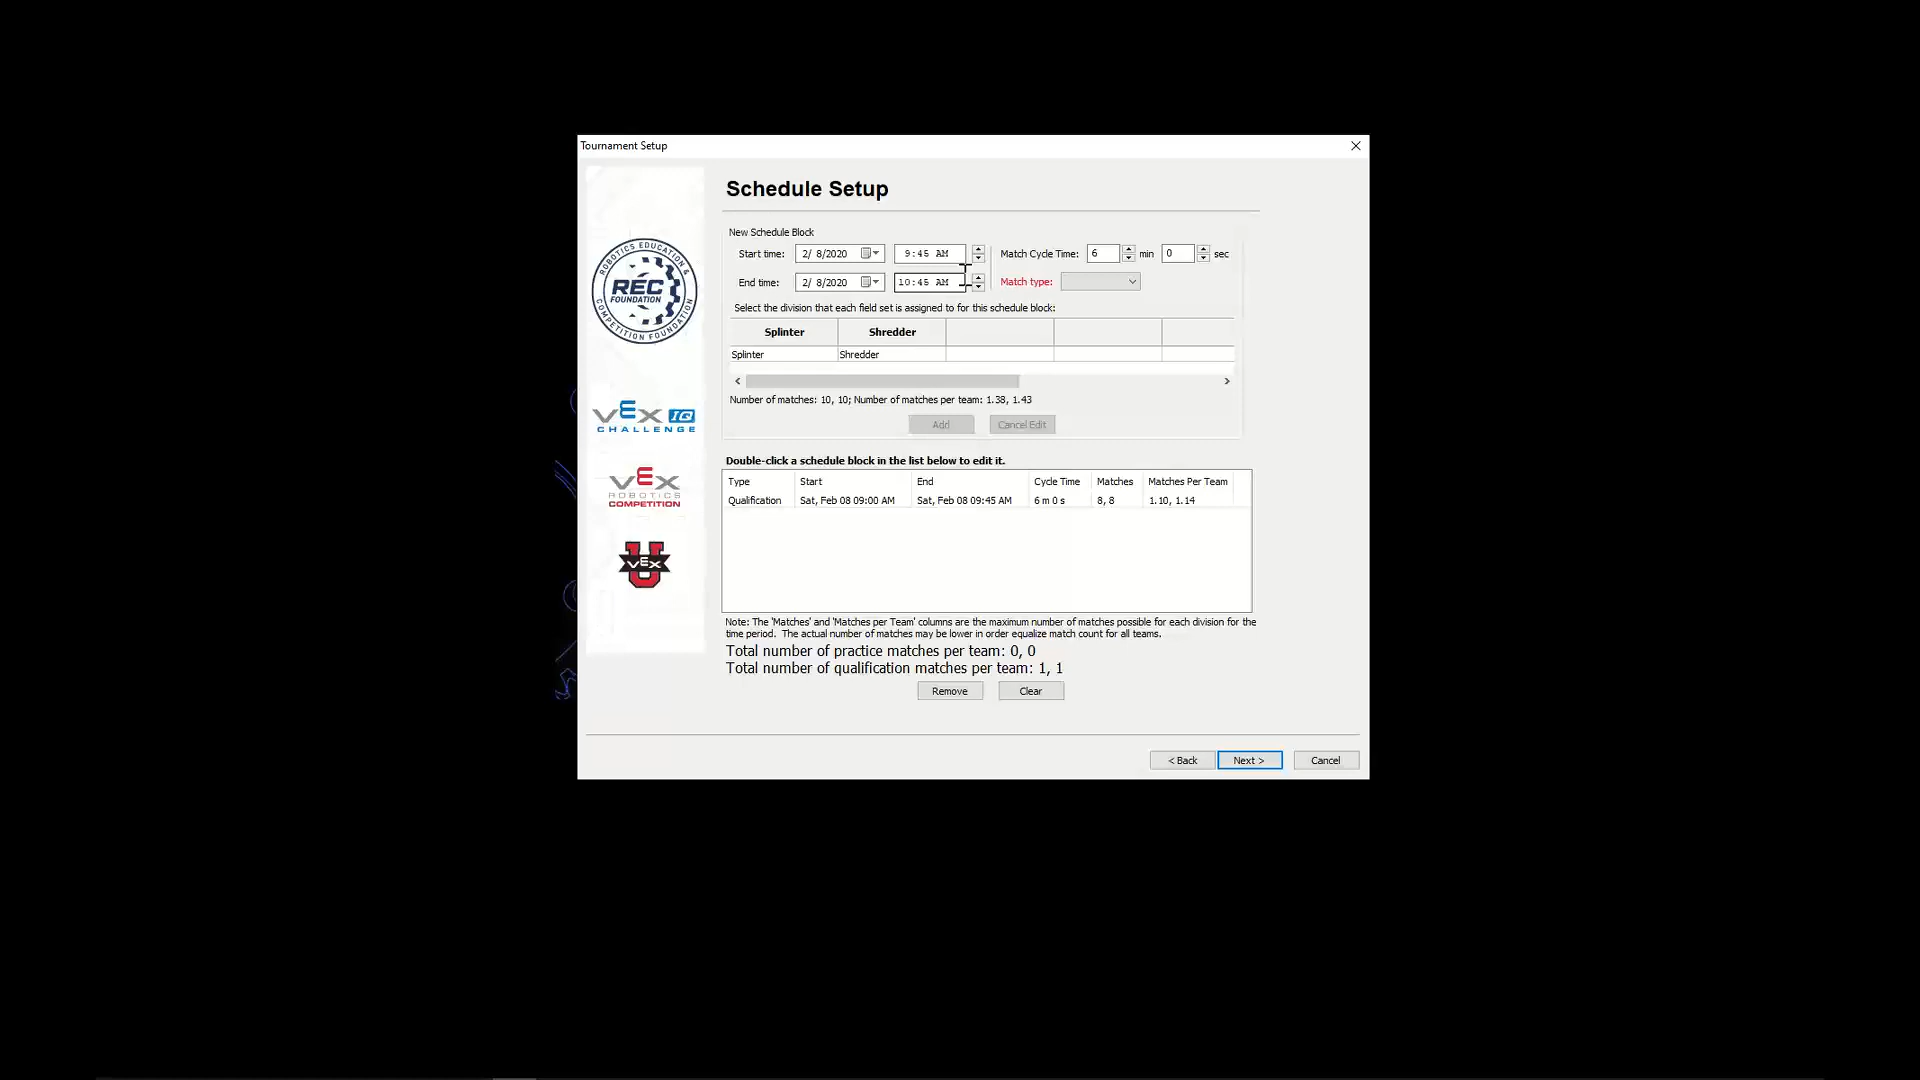 Tournament Setup
Schedule Setup
New Schedule Block
Start time: 2/ 8/2020 9:45 AM Match Cycle Time: 6 min 0 sec
End time: 2/ 8/2020 10:45 AM Match type:
Select the division that each field set is assigned to for this schedule block:
Splinter Shredder
Splinter Shredder
Number of matches: 10, 10; Number of matches per team: 1.38, 1.43
Add Cancel Edit
Double-click a schedule block in the list below to edit it.
Type Start End Cycle Time Matches Matches Per Team
Qualification Sat, Feb 08 09:00 AM Sat, Feb 08 09:45 AM 6 m 0 s 8, 8 1.10, 1.14
Note: The 'Matches' and 'Matches per Team' columns are the maximum number of matches possible for each division for the
time period. The actual number of matches may be lower in order equalize match count for all teams.
Total number of practice matches per team: 0, 0
Total number of qualification matches per team: 1, 1
Remove Clear
< Back Next > Cancel
ROBOTICS EDUCATION &
REC
FOUNDATION
COMPETITION FOUNDATION
VEX IQ
CHALLENGE
VEX
ROBOTICS
COMPETITION
VEX
U